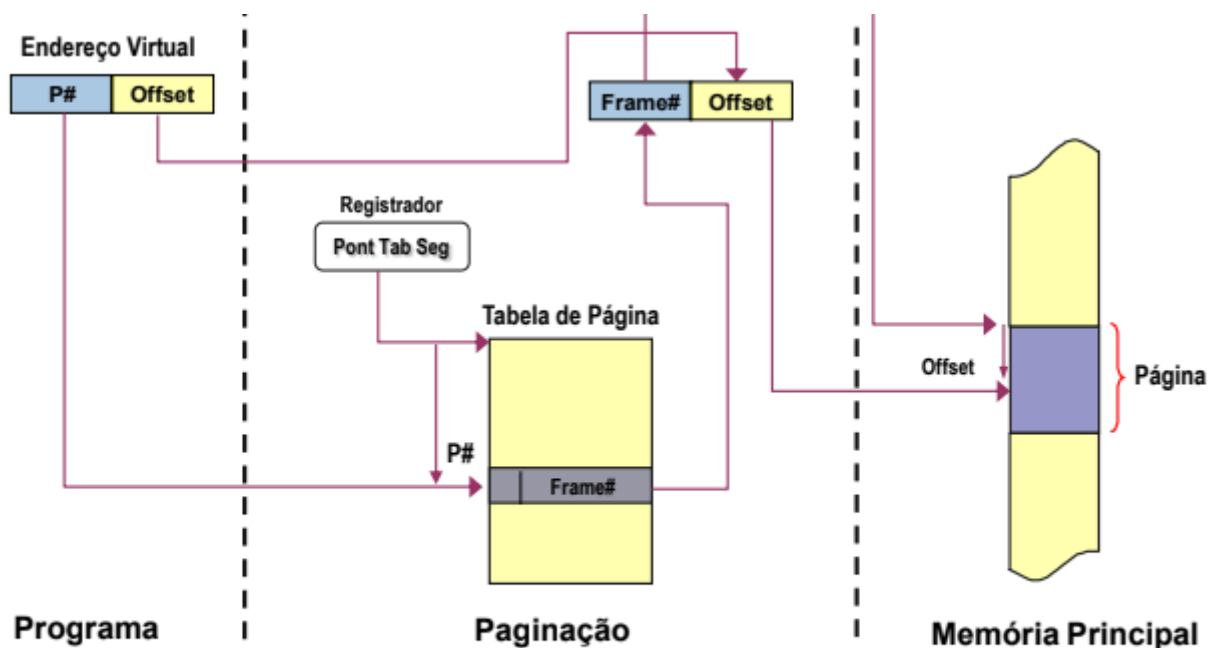 Endereço Virtual
P#
Offset
Frame#
Offset
Registrador
Pont Tab Seg
Tabela de Página
P#
Frame#
Offset
Página
Programa
Paginação
Memória Principal